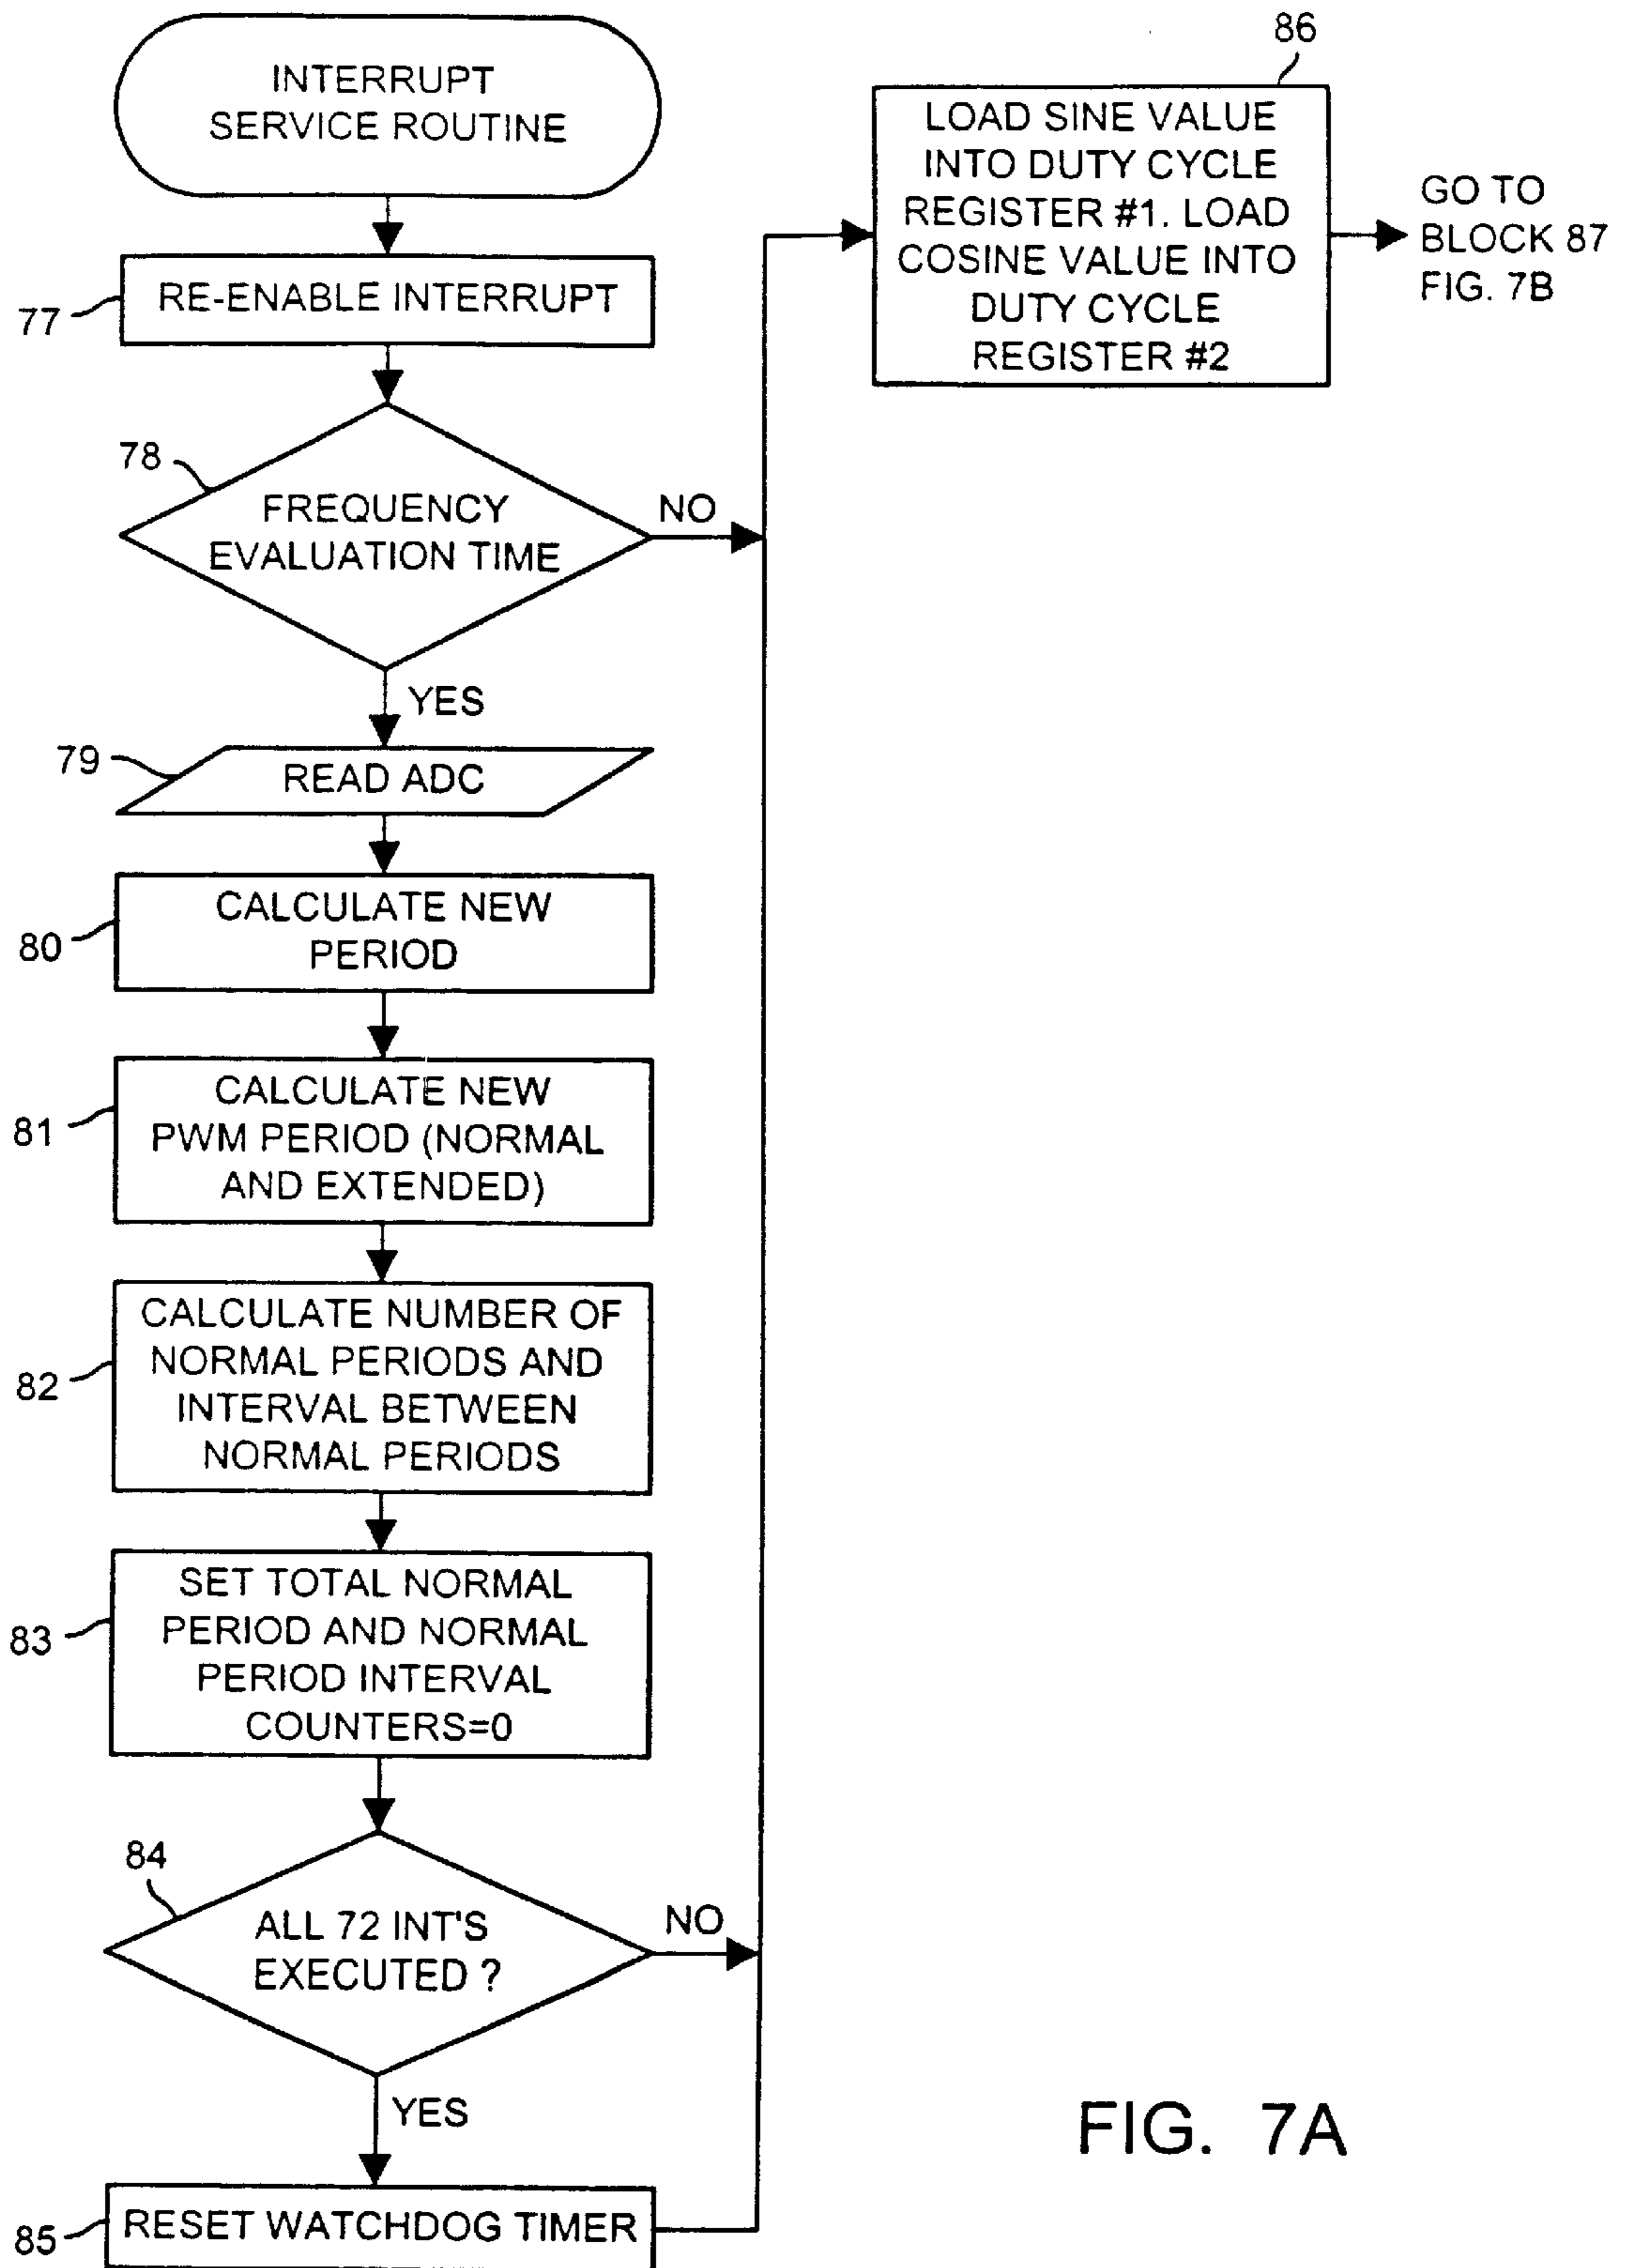 INTERRUPT
SERVICE ROUTINE
77
RE-ENABLE INTERRUPT
78
FREQUENCY
EVALUATION TIME
NO
YES
79
READ ADC
80
CALCULATE NEW
PERIOD
81
CALCULATE NEW
PWM PERIOD (NORMAL
AND EXTENDED)
82
CALCULATE NUMBER OF
NORMAL PERIODS AND
INTERVAL BETWEEN
NORMAL PERIODS
83
SET TOTAL NORMAL
PERIOD AND NORMAL
PERIOD INTERVAL
COUNTERS=0
84
ALL 72 INT'S
EXECUTED ?
NO
YES
85
RESET WATCHDOG TIMER
86
LOAD SINE VALUE
INTO DUTY CYCLE
REGISTER #1. LOAD
COSINE VALUE INTO
DUTY CYCLE
REGISTER #2
GO TO
BLOCK 87
FIG. 7B
FIG. 7A